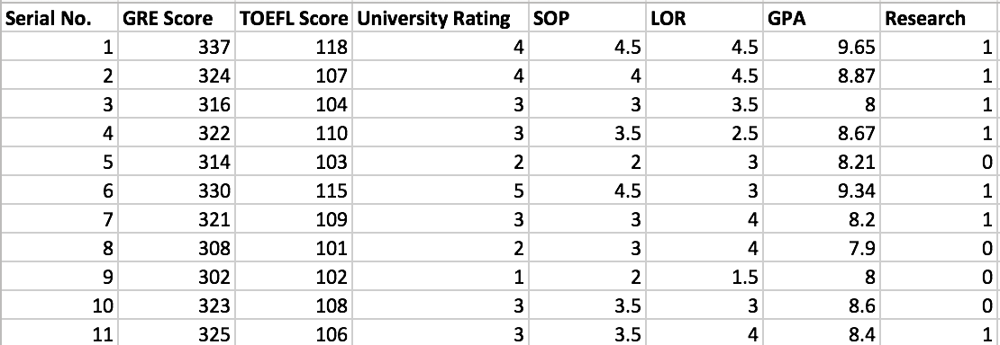 Serial No. GRE Score TOEFL Score University Rating SOP LOR GPA Research
1 337 118 4 4.5 4.5 9.65 1
2 324 107 4 4 4.5 8.87 1
3 316 104 3 3 3.5 8 1
4 322 110 3 3.5 2.5 8.67 1
5 314 103 2 2 3 8.21 0
6 330 115 5 4.5 3 9.34 1
7 321 109 3 3 4 8.2 1
8 308 101 2 3 4 7.9 0
9 302 102 1 2 1.5 8 0
10 323 108 3 3.5 3 8.6 0
11 325 106 3 3.5 4 8.4 1